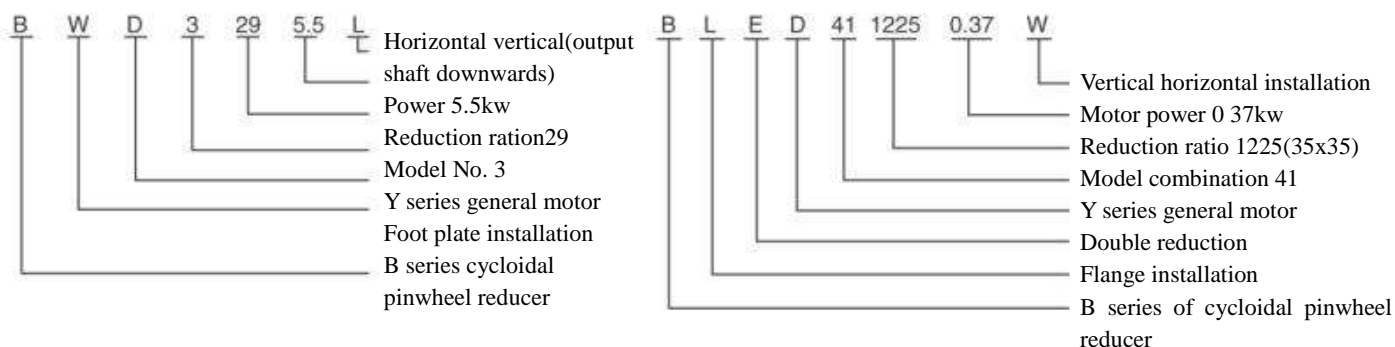 B W D 3 29 5.5 L
Horizontal vertical(output
shaft downwards)
Power 5.5kw
Reduction ration29
Model No. 3
Y series general motor
Foot plate installation
B series cycloidal
pinwheel reducer
B L E D 41 1225 0.37 W
Vertical horizontal installation
Motor power 0 37kw
Reduction ratio 1225(35x35)
Model combination 41
Y series general motor
Double reduction
Flange installation
B series of cycloidal pinwheel
reducer